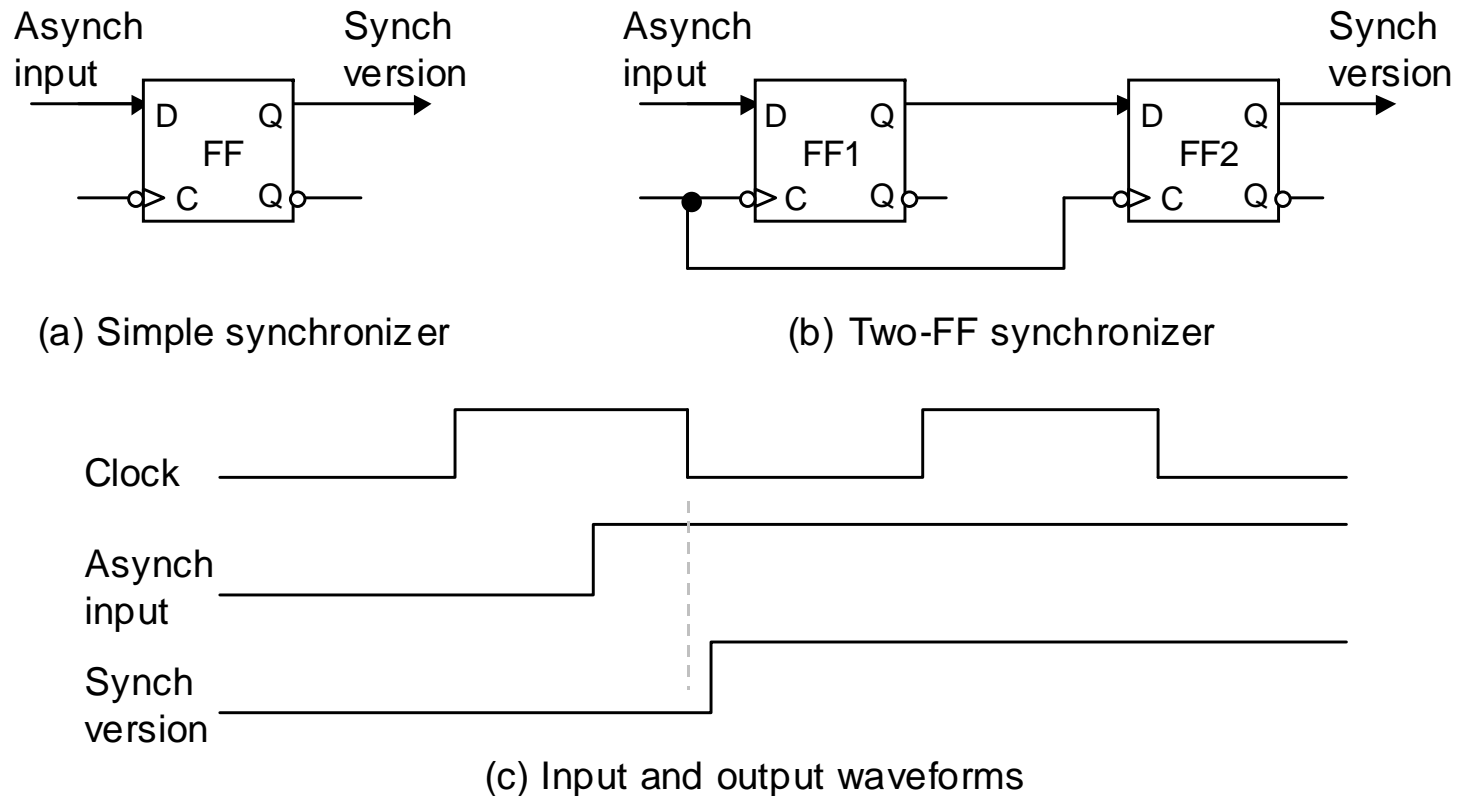 Asynch
input
Synch
version
D
Q
FF
C
Q
Asynch
input
Synch
version
D
Q
FF1
C
Q
D
Q
FF2
C
Q
(a) Simple synchronizer
(b) Two-FF synchronizer
Clock
Asynch
input
Synch
version
(c) Input and output waveforms